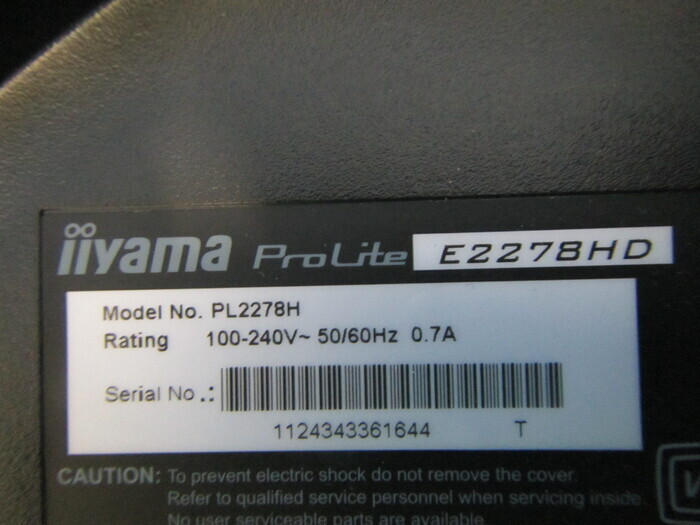 iiyama ProLite E2278HD
Model No. PL2278H
Rating 100-240V~ 50/60Hz 0.7A
Serial No.:
1124343361644 T
CAUTION: To prevent electric shock do not remove the cover.
Refer to qualified service personnel when servicing inside.
No user serviceable parts are available